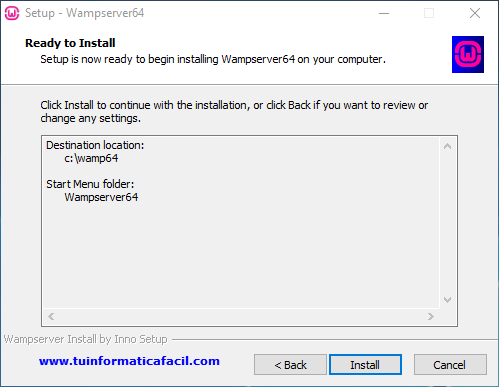 Setup - Wampserver64
Ready to Install
Setup is now ready to begin installing Wampserver64 on your computer.
Click Install to continue with the installation, or click Back if you want to review or
change any settings.
Destination location:
c:\wamp64
Start Menu folder:
Wampserver64
Wampserver Install by Inno Setup
www.tuinformaticafacil.com
< Back
Install
Cancel